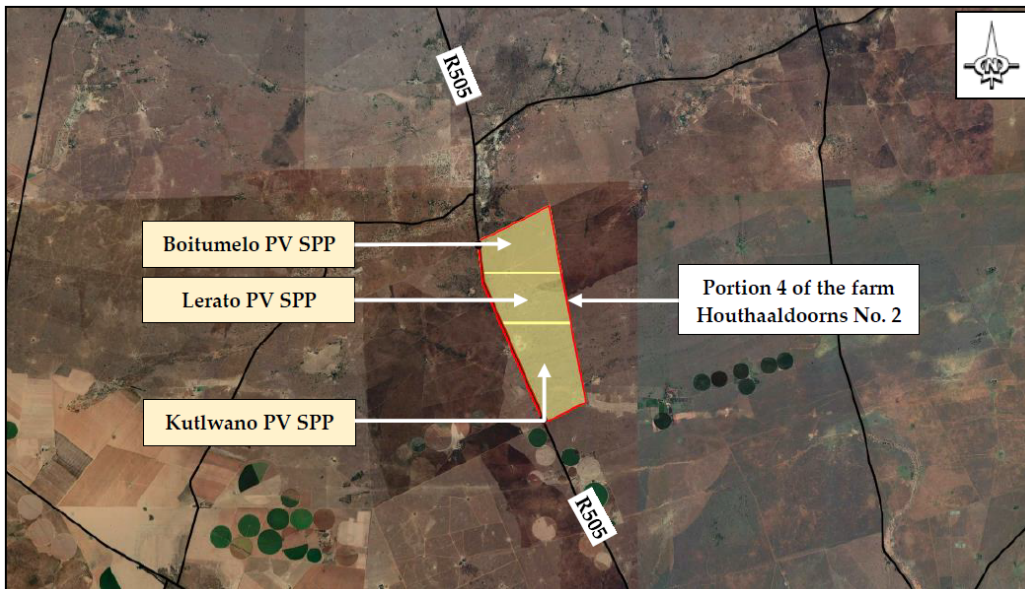 R505
Boitumelo PV SPP
Lerato PV SPP
Portion 4 of the farm
Houthaaldoorns No. 2
Kutlwano PV SPP
R505